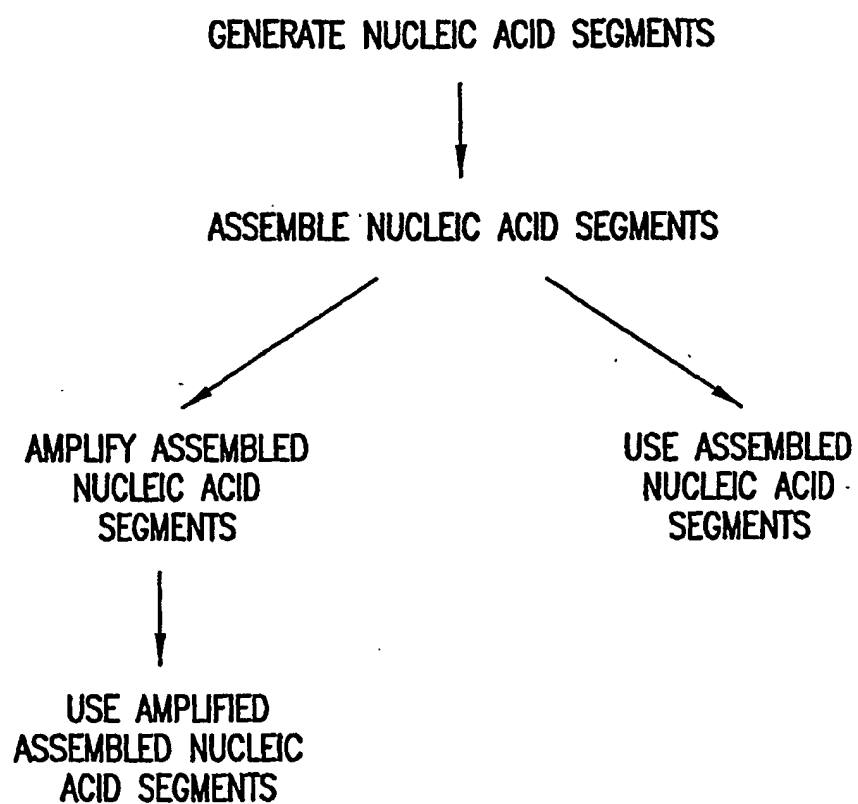 GENERATE NUCLEIC ACID SEGMENTS
ASSEMBLE NUCLEIC ACID SEGMENTS
AMPLIFY ASSEMBLED
NUCLEIC ACID
SEGMENTS
USE ASSEMBLED
NUCLEIC ACID
SEGMENTS
USE AMPLIFIED
ASSEMBLED NUCLEIC
ACID SEGMENTS